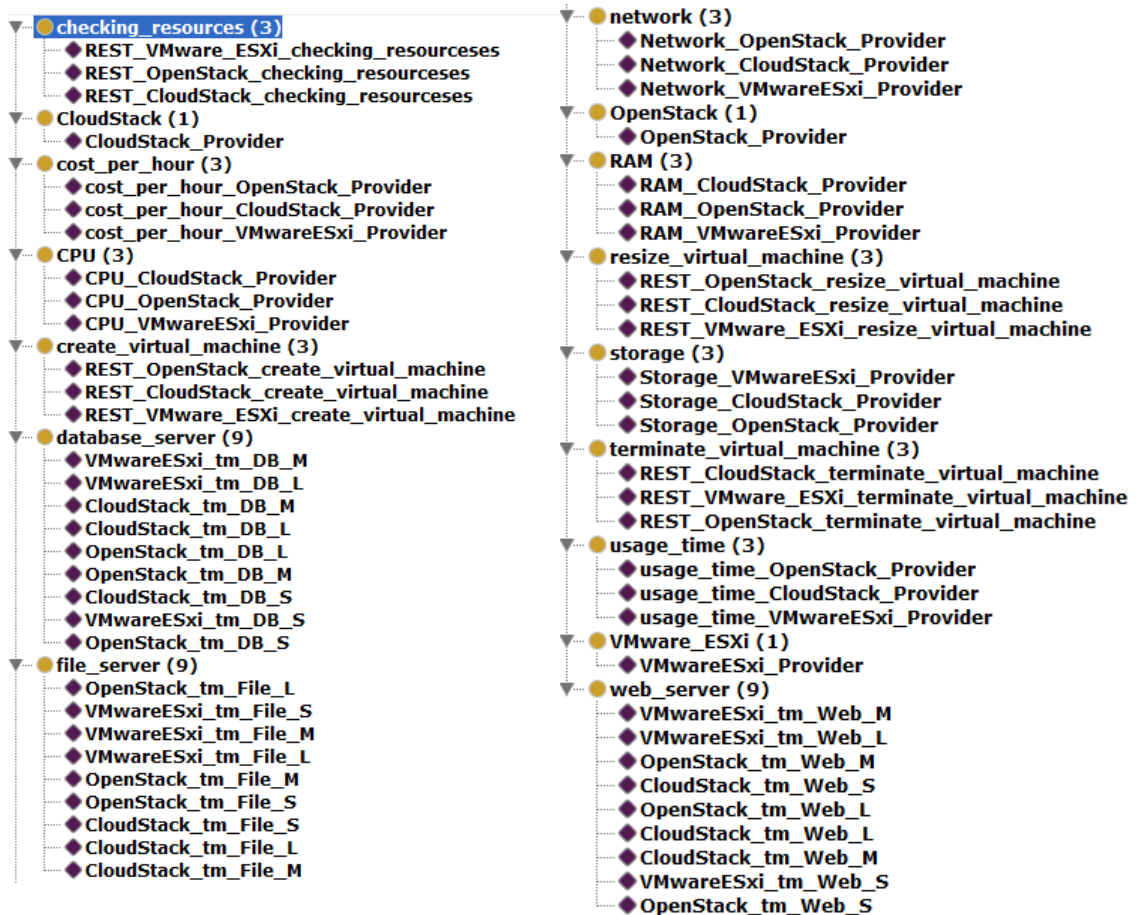 checking_resources (3)
REST_VMware_ESXi_checking_resourceses
REST_OpenStack_checking_resourceses
REST_CloudStack_checking_resourceses
CloudStack (1)
CloudStack_Provider
cost_per_hour (3)
cost_per_hour_OpenStack_Provider
cost_per_hour_CloudStack_Provider
cost_per_hour_VMwareESxi_Provider
CPU (3)
CPU_CloudStack_Provider
CPU_OpenStack_Provider
CPU_VMwareESxi_Provider
create_virtual_machine (3)
REST_OpenStack_create_virtual_machine
REST_CloudStack_create_virtual_machine
REST_VMware_ESXi_create_virtual_machine
database_server (9)
VMwareESxi_tm_DB_M
VMwareESxi_tm_DB_L
CloudStack_tm_DB_M
CloudStack_tm_DB_L
OpenStack_tm_DB_L
OpenStack_tm_DB_M
CloudStack_tm_DB_S
VMwareESxi_tm_DB_S
OpenStack_tm_DB_S
file_server (9)
OpenStack_tm_File_L
VMwareESxi_tm_File_S
VMwareESxi_tm_File_M
VMwareESxi_tm_File_L
OpenStack_tm_File_M
OpenStack_tm_File_S
CloudStack_tm_File_S
CloudStack_tm_File_L
CloudStack_tm_File_M
network (3)
Network_OpenStack_Provider
Network_CloudStack_Provider
Network_VMwareESxi_Provider
OpenStack (1)
OpenStack_Provider
RAM (3)
RAM_CloudStack_Provider
RAM_OpenStack_Provider
RAM_VMwareESxi_Provider
resize_virtual_machine (3)
REST_OpenStack_resize_virtual_machine
REST_CloudStack_resize_virtual_machine
REST_VMware_ESXi_resize_virtual_machine
storage (3)
Storage_VMwareESxi_Provider
Storage_CloudStack_Provider
Storage_OpenStack_Provider
terminate_virtual_machine (3)
REST_CloudStack_terminate_virtual_machine
REST_VMware_ESXi_terminate_virtual_machine
REST_OpenStack_terminate_virtual_machine
usage_time (3)
usage_time_OpenStack_Provider
usage_time_CloudStack_Provider
usage_time_VMwareESxi_Provider
VMware_ESXi (1)
VMwareESxi_Provider
web_server (9)
VMwareESxi_tm_Web_M
VMwareESxi_tm_Web_L
OpenStack_tm_Web_M
CloudStack_tm_Web_S
OpenStack_tm_Web_L
CloudStack_tm_Web_L
CloudStack_tm_Web_M
VMwareESxi_tm_Web_S
OpenStack_tm_Web_S